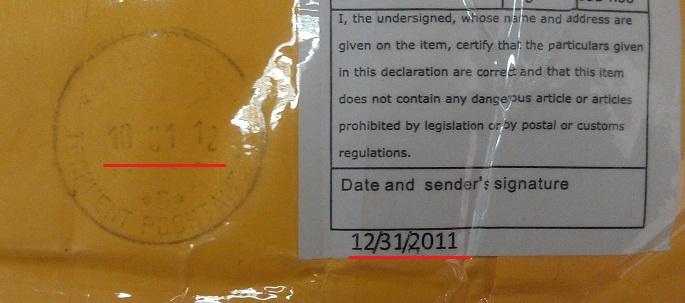 10 01 12
*C*
I, the undersigned, whose name and address are
given on the item, certify that the particulars given
in this declaration are correct and that this item
does not contain any dangerous article or articles
prohibited by legislation or by postal or customs
regulations.
Date and sender's signature
12/31/2011